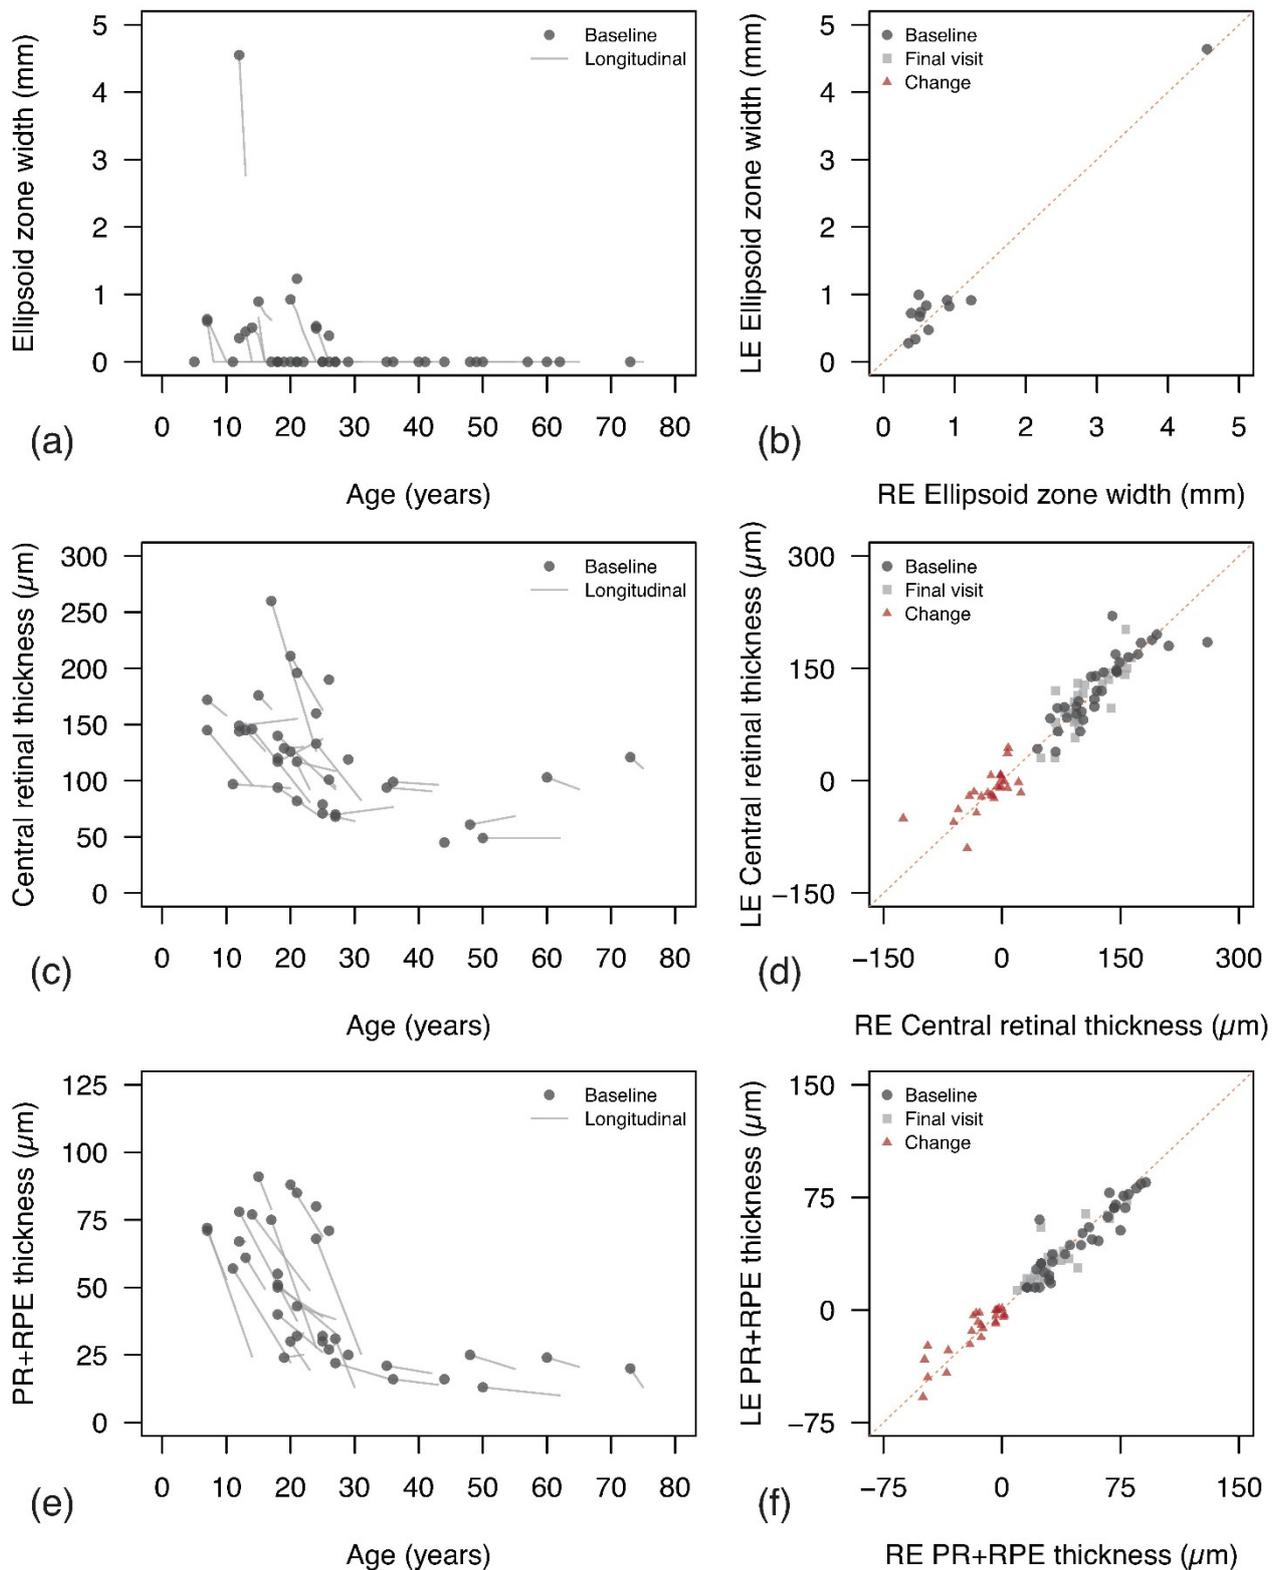 Ellipsoid zone width (mm)
5
4
3
2
1
0
Baseline
Longitudinal
0 10 20 30 40 50 60 70 80
(a)
Age (years)
LE Ellipsoid zone width (mm)
5
4
3
2
1
0
Baseline
Final visit
Change
0 1 2 3 4 5
(b)
RE Ellipsoid zone width (mm)
Central retinal thickness (µm)
300
250
200
150
100
50
0
Baseline
Longitudinal
0 10 20 30 40 50 60 70 80
(c)
Age (years)
LE Central retinal thickness (µm)
300
150
0
−150
Baseline
Final visit
Change
−150 0 150 300
(d)
RE Central retinal thickness (µm)
PR+RPE thickness (µm)
125
100
75
50
25
0
Baseline
Longitudinal
0 10 20 30 40 50 60 70 80
(e)
Age (years)
LE PR+RPE thickness (µm)
150
75
0
−75
Baseline
Final visit
Change
−75 0 75 150
(f)
RE PR+RPE thickness (µm)